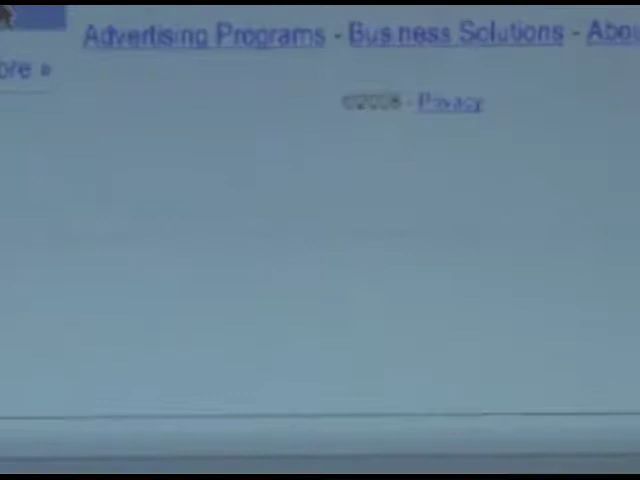 Advertising Programs - Business Solutions - Abou
ore »
©2008 - Privacy